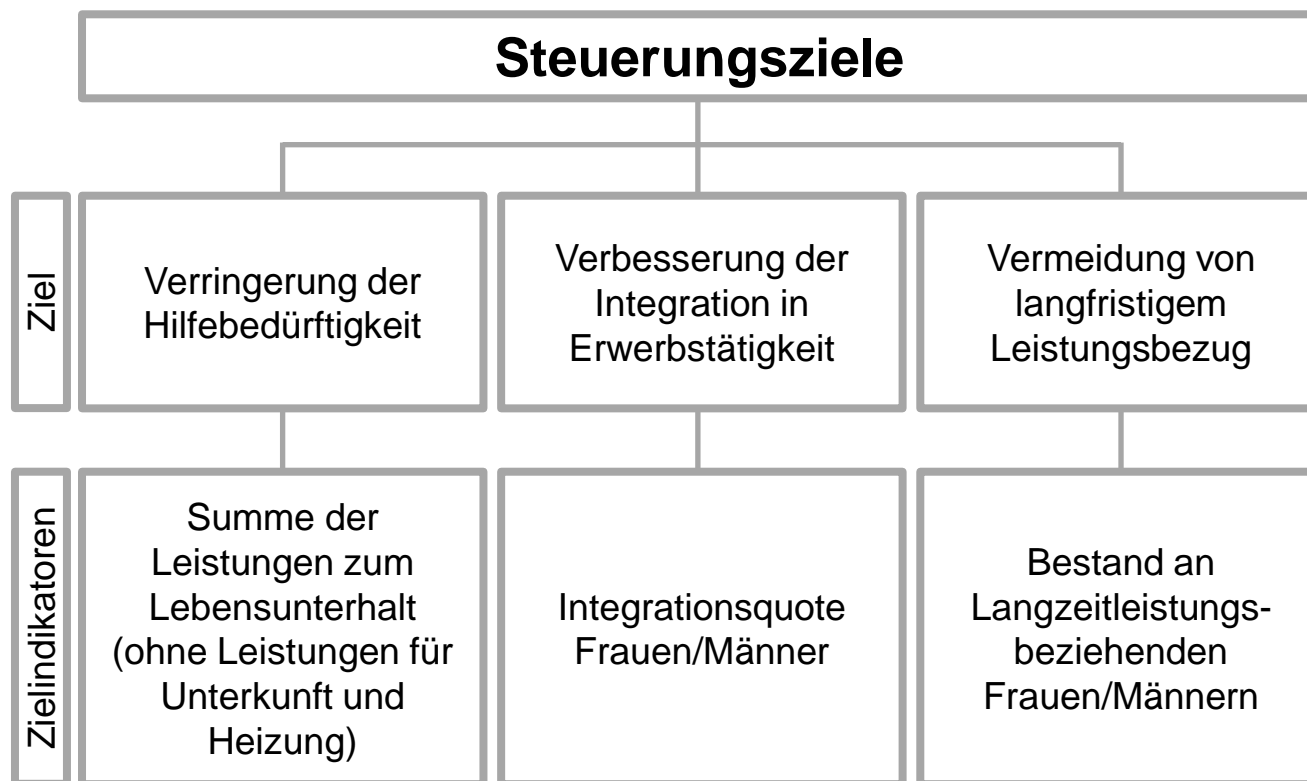 Steuerungsziele
Ziel
Verringerung der
Hilfebedürftigkeit
Verbesserung der
Integration in
Erwerbstätigkeit
Vermeidung von
langfristigem
Leistungsbezug
Zielindikatoren
Summe der
Leistungen zum
Lebensunterhalt
(ohne Leistungen für
Unterkunft und
Heizung)
Integrationsquote
Frauen/Männer
Bestand an
Langzeitleistungs-
beziehenden
Frauen/Männern